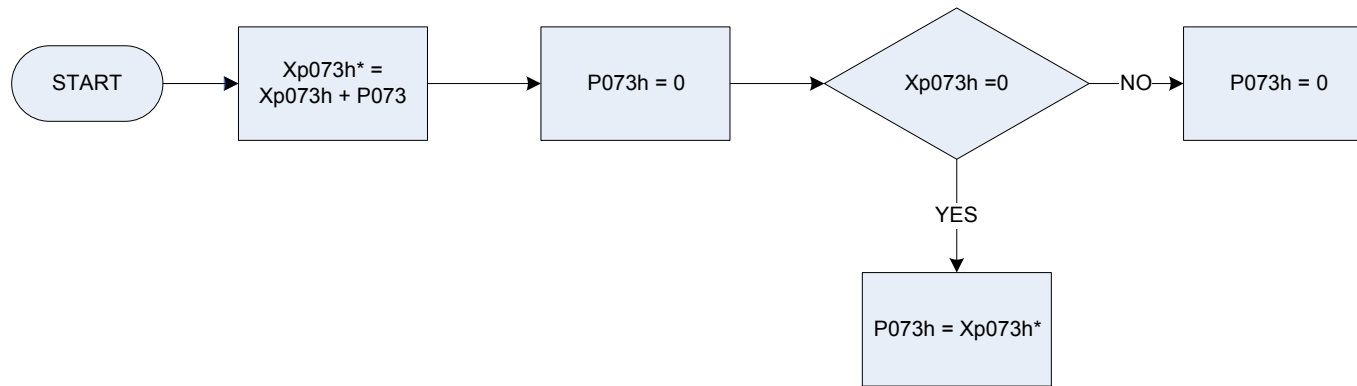 START
Xp073h* =
Xp073h + P073
P073h = 0
Xp073h =0
NO
P073h = 0
YES
P073h = Xp073h*